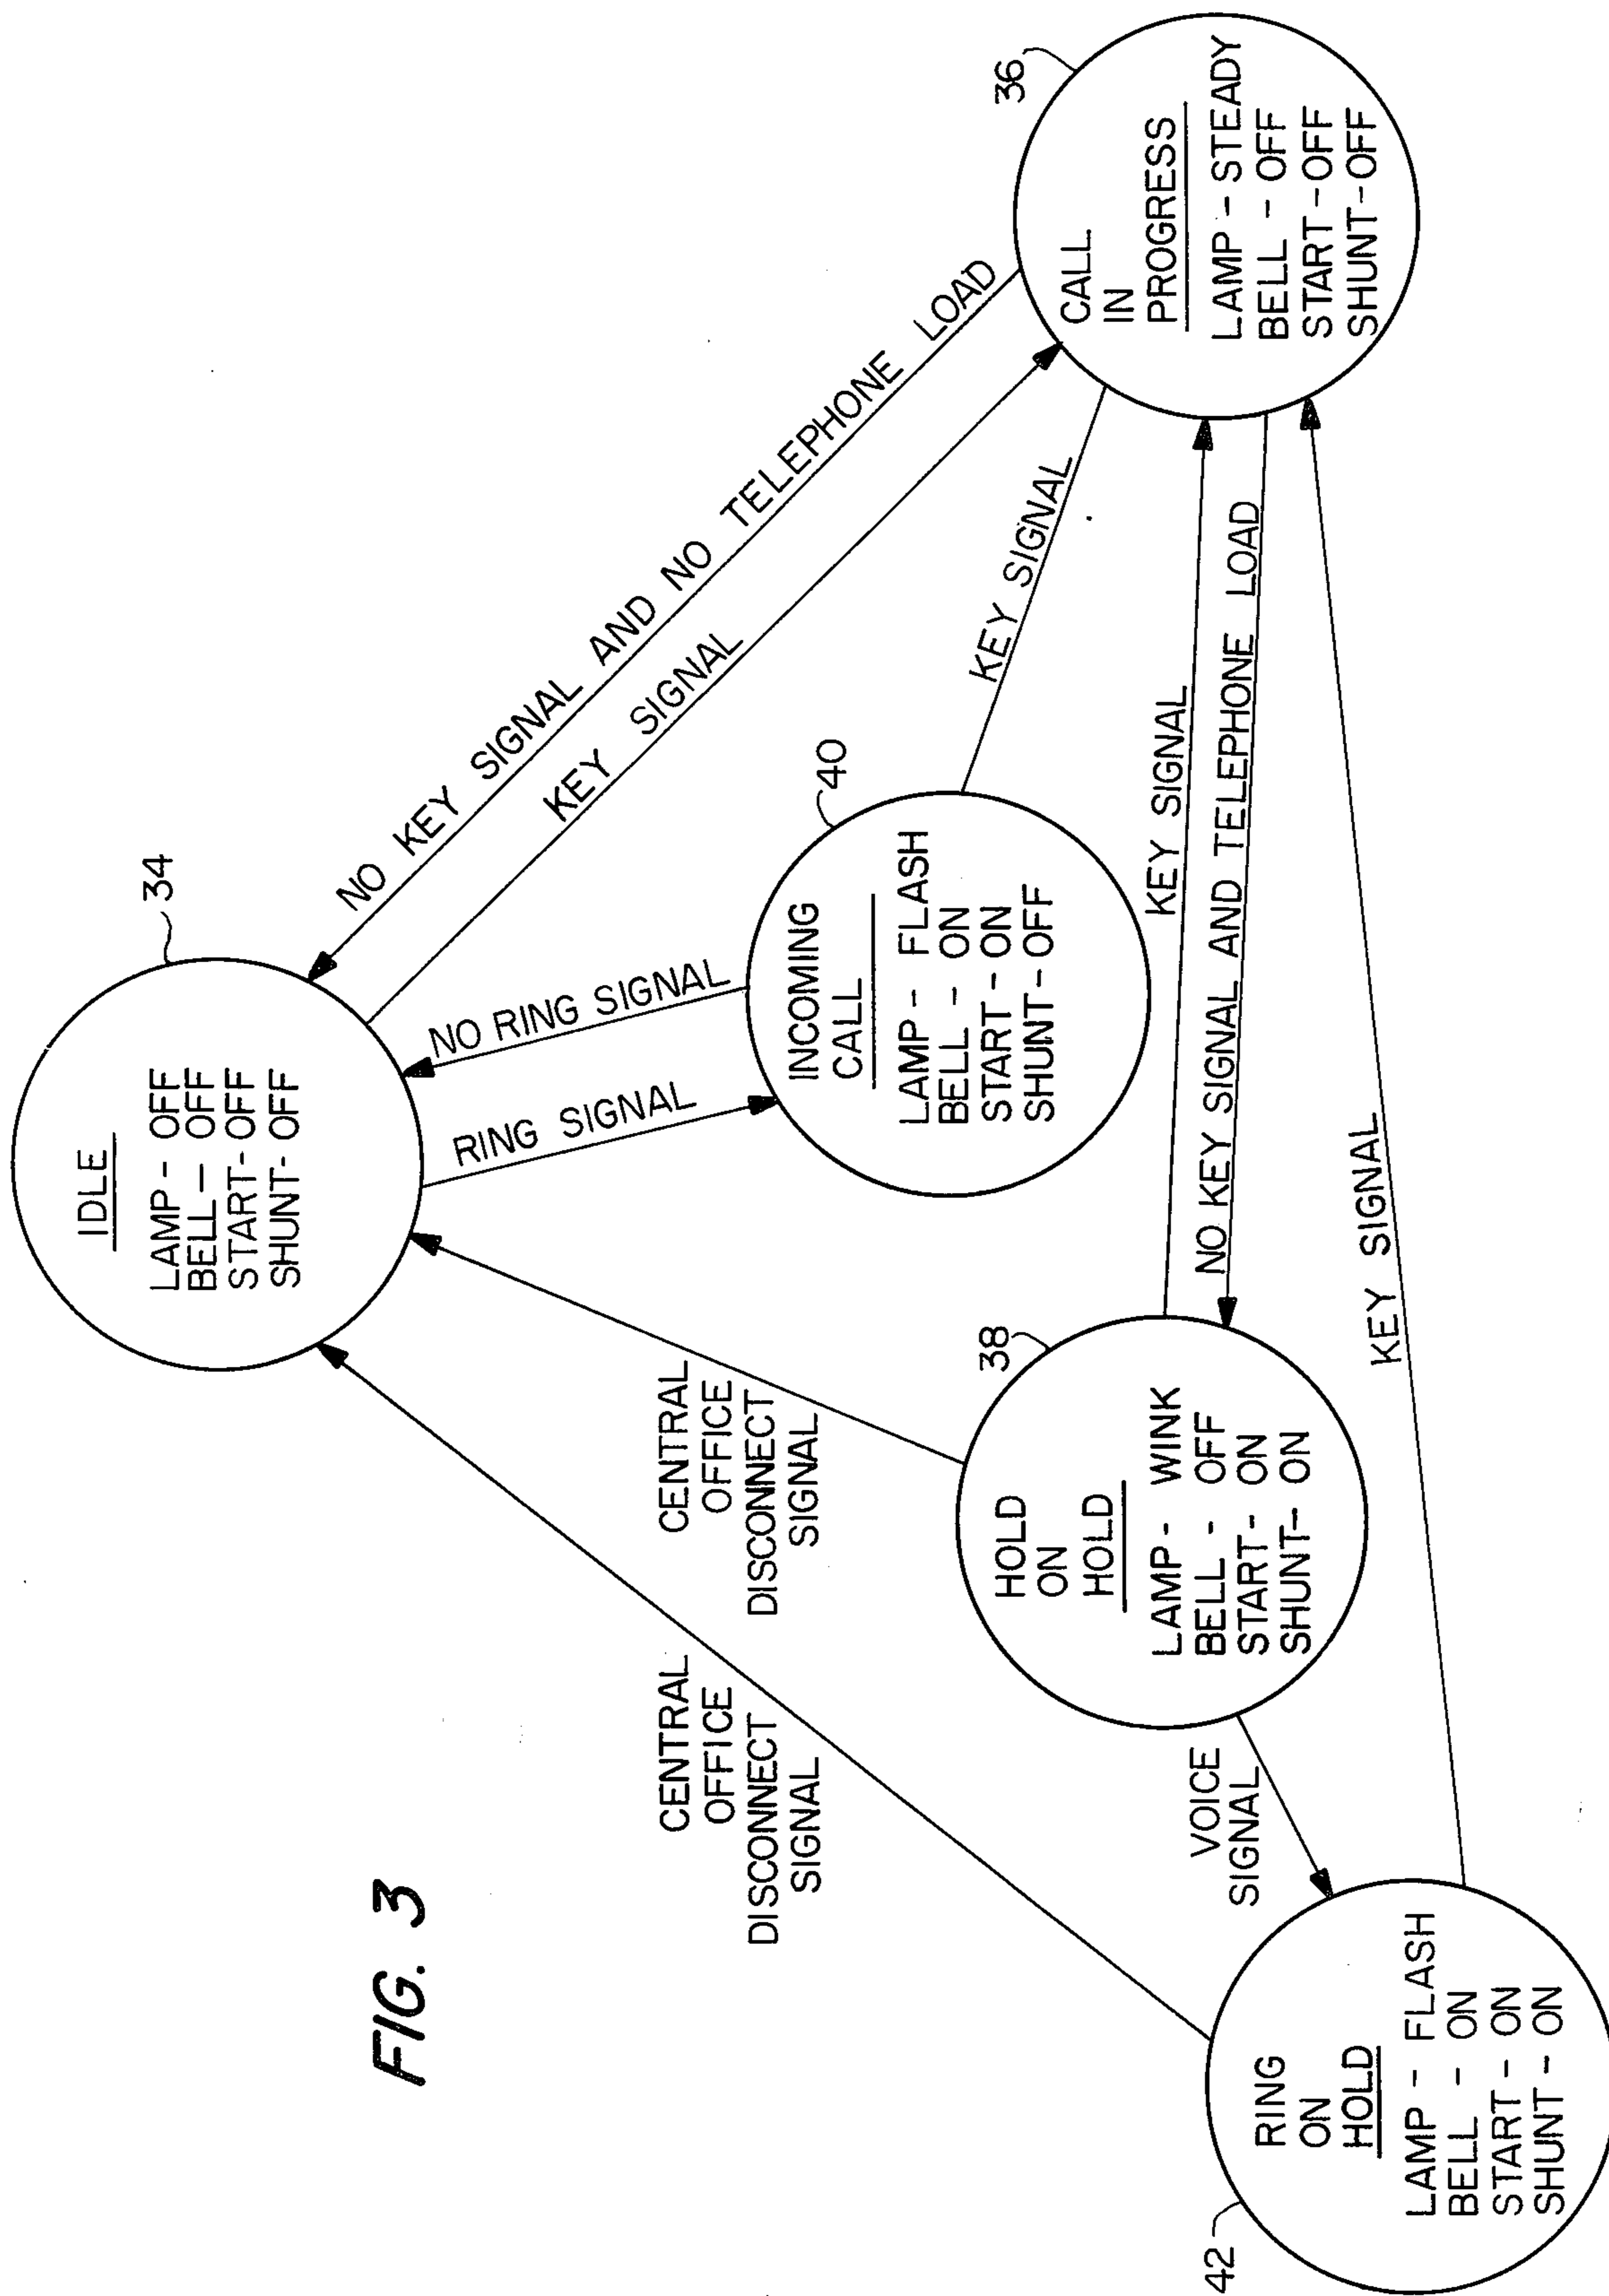 FIG. 3
34
IDLE
LAMP - OFF
BELL - OFF
START - OFF
SHUNT - OFF
NO KEY SIGNAL AND NO TELEPHONE LOAD
KEY SIGNAL
NO RING SIGNAL
RING SIGNAL
CENTRAL
OFFICE
DISCONNECT
SIGNAL
CENTRAL
OFFICE
DISCONNECT
SIGNAL
40
INCOMING
CALL
LAMP - FLASH
BELL - ON
START - ON
SHUNT - OFF
KEY SIGNAL
36
CALL
IN
PROGRESS
LAMP - STEADY
BELL - OFF
START - OFF
SHUNT - OFF
38
HOLD
ON
HOLD
LAMP - WINK
BELL - OFF
START - ON
SHUNT - ON
KEY SIGNAL
NO KEY SIGNAL AND TELEPHONE LOAD
VOICE
SIGNAL
KEY SIGNAL
42
RING
ON
HOLD
LAMP - FLASH
BELL - ON
START - ON
SHUNT - ON